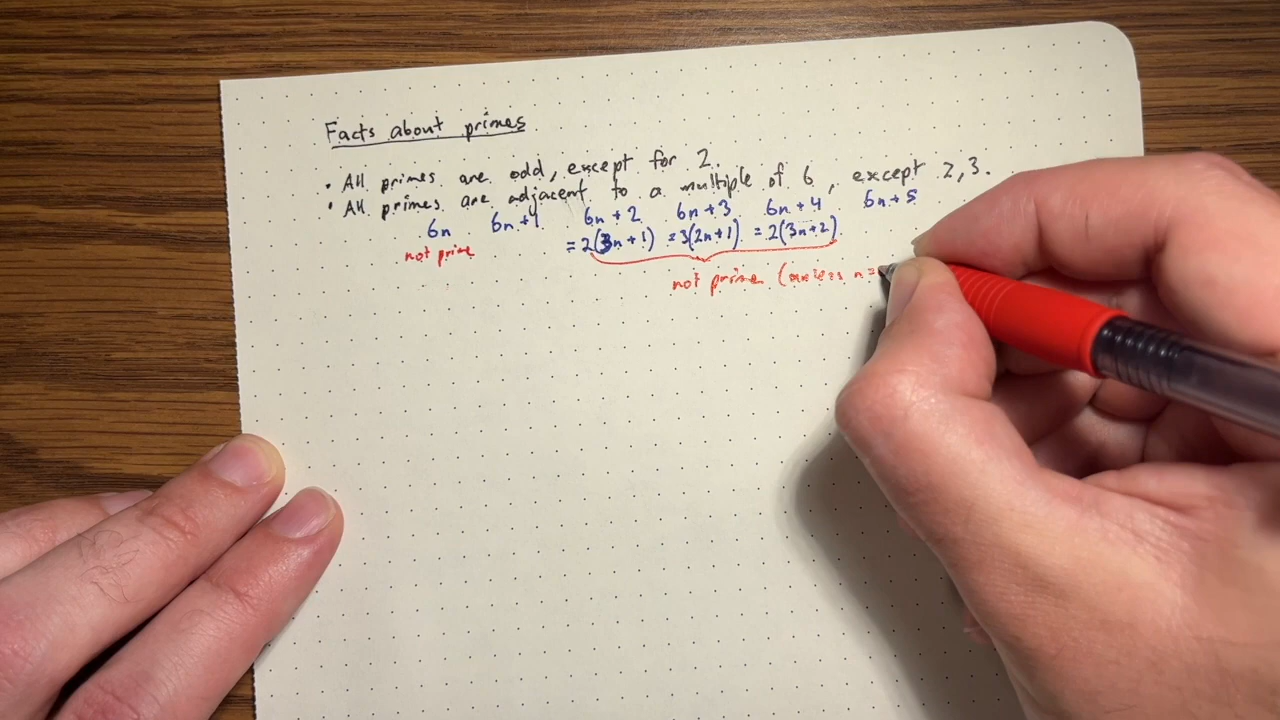 Facts about primes
• All primes are odd, except for 2.
• All primes are adjacent to a multiple of 6, except 2,3.
6n 6n+1 6n+2 6n+3 6n+4 6n+5
=2(3n+1) =3(2n+1) =2(3n+2)
not prime
not prime (unless n=